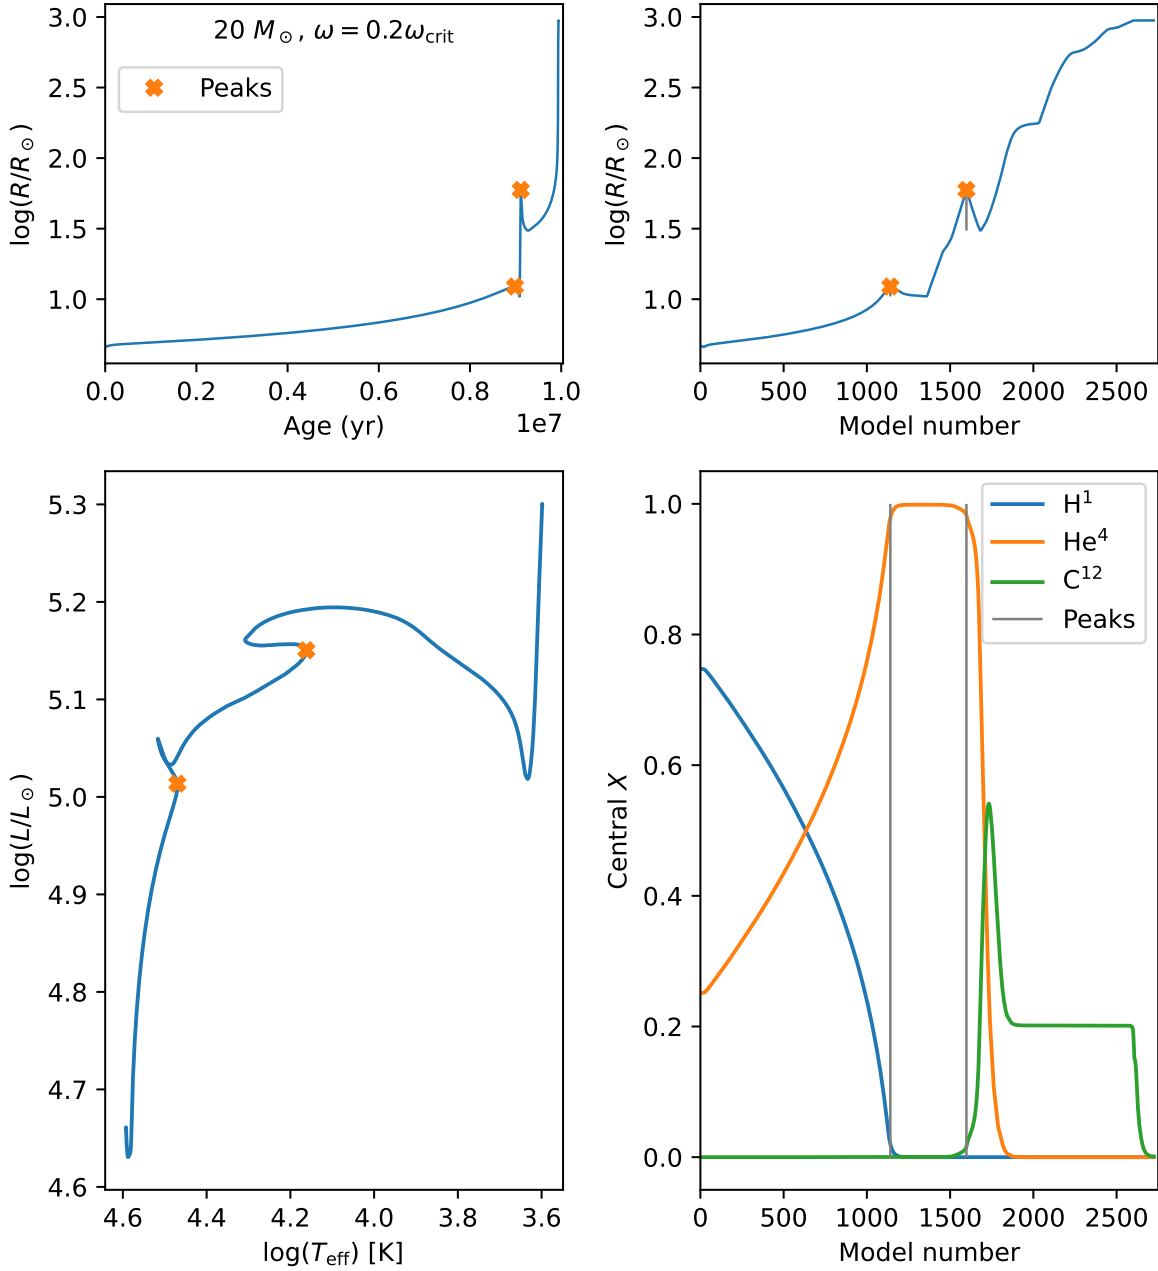 20 M⊙, ω = 0.2ωcrit
Peaks
log(R/R⊙)
3.0
2.5
2.0
1.5
1.0
0.0 0.2 0.4 0.6 0.8 1.0
1e7
Age (yr)
log(R/R⊙)
3.0
2.5
2.0
1.5
1.0
0 500 1000 1500 2000 2500
Model number
log(L/L⊙)
5.3
5.2
5.1
5.0
4.9
4.8
4.7
4.6
4.6 4.4 4.2 4.0 3.8 3.6
log(Teff) [K]
Central X
1.0
0.8
0.6
0.4
0.2
0.0
H¹
He⁴
C¹²
Peaks
0 500 1000 1500 2000 2500
Model number